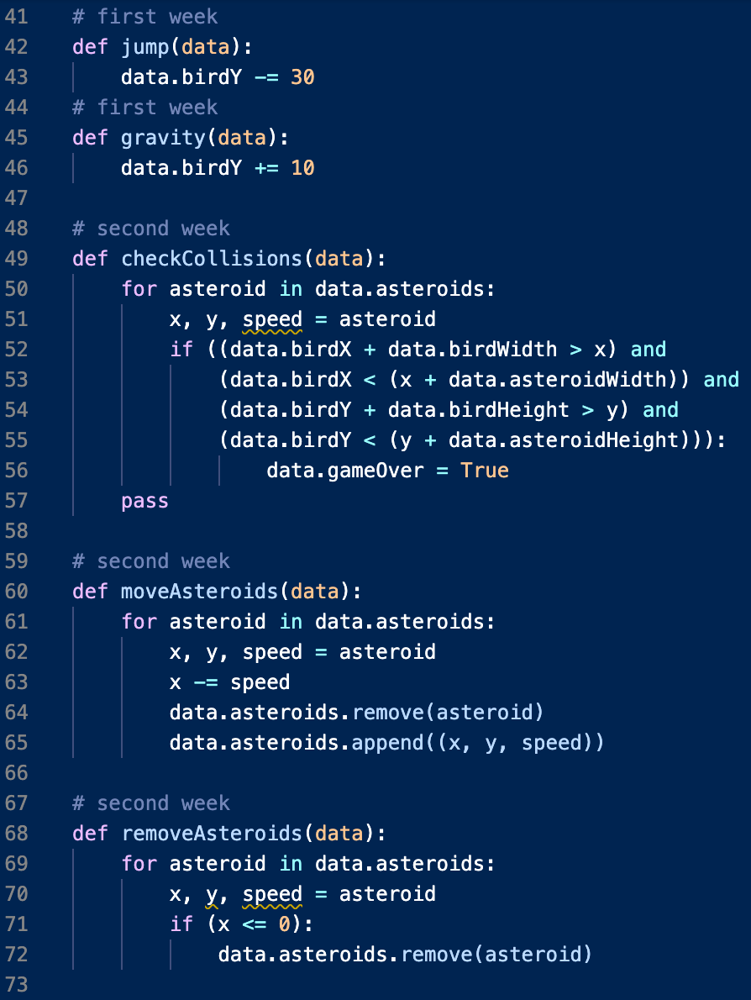 41 # first week
42 def jump(data):
43     data.birdY -= 30
44 # first week
45 def gravity(data):
46     data.birdY += 10
47
48 # second week
49 def checkCollisions(data):
50     for asteroid in data.asteroids:
51         x, y, speed = asteroid
52         if ((data.birdX + data.birdWidth > x) and
53             (data.birdX < (x + data.asteroidWidth)) and
54             (data.birdY + data.birdHeight > y) and
55             (data.birdY < (y + data.asteroidHeight))):
56                 data.gameOver = True
57     pass
58
59 # second week
60 def moveAsteroids(data):
61     for asteroid in data.asteroids:
62         x, y, speed = asteroid
63         x -= speed
64         data.asteroids.remove(asteroid)
65         data.asteroids.append((x, y, speed))
66
67 # second week
68 def removeAsteroids(data):
69     for asteroid in data.asteroids:
70         x, y, speed = asteroid
71         if (x <= 0):
72             data.asteroids.remove(asteroid)
73